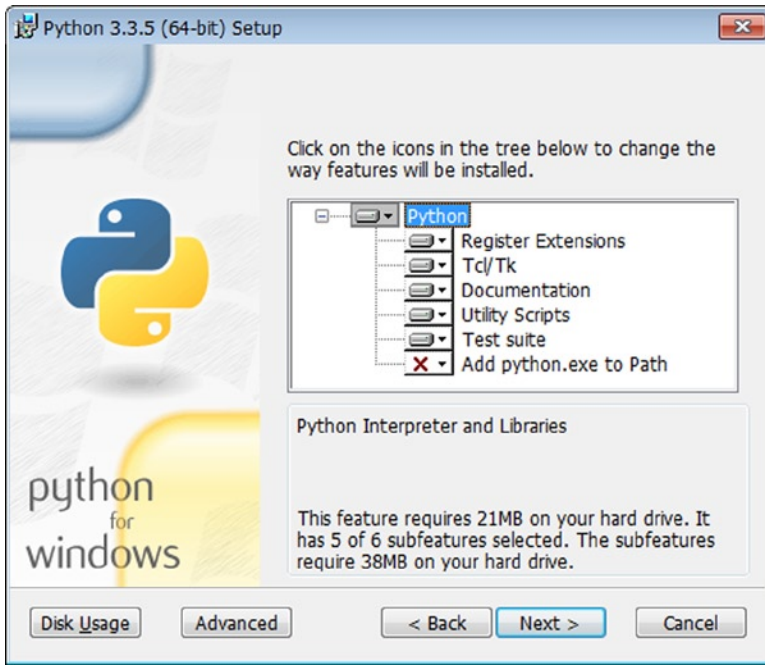 Python 3.3.5 (64-bit) Setup
Click on the icons in the tree below to change the
way features will be installed.
Python
Register Extensions
Tcl/Tk
Documentation
Utility Scripts
Test suite
Add python.exe to Path
Python Interpreter and Libraries
This feature requires 21MB on your hard drive. It
has 5 of 6 subfeatures selected. The subfeatures
require 38MB on your hard drive.
python
for
windows
Disk Usage
Advanced
< Back
Next >
Cancel